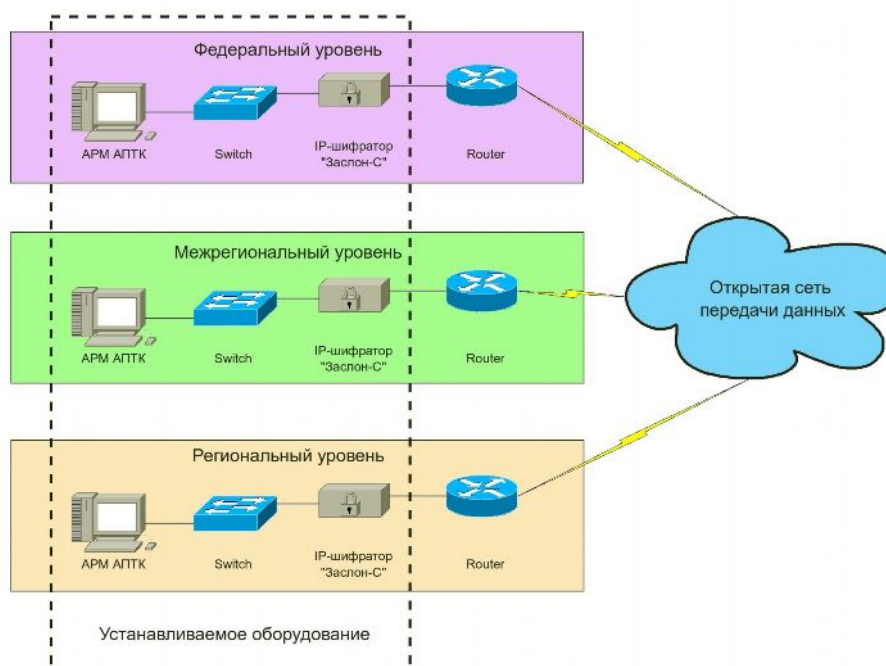 Федеральный уровень
АРМ АПТК
Switch
IP-шифратор
"Заслон-С"
Router
Межрегиональный уровень
АРМ АПТК
Switch
IP-шифратор
"Заслон-С"
Router
Открытая сеть
передачи данных
Региональный уровень
АРМ АПТК
Switch
IP-шифратор
"Заслон-С"
Router
Устанавливаемое оборудование